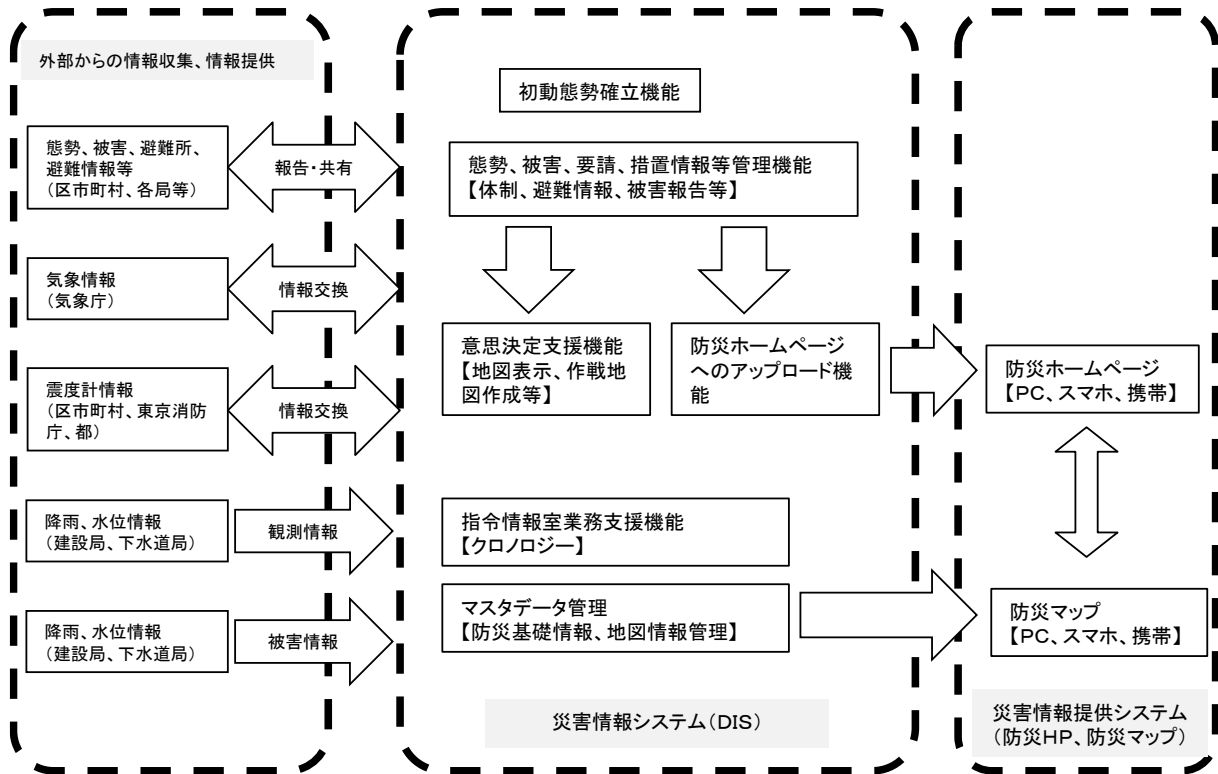 外部からの情報収集、情報提供
態勢、被害、避難所、
避難情報等
(区市町村、各局等)
報告・共有
気象情報
(気象庁)
情報交換
震度計情報
(区市町村、東京消防
庁、都)
情報交換
降雨、水位情報
(建設局、下水道局)
観測情報
降雨、水位情報
(建設局、下水道局)
被害情報
初動態勢確立機能
態勢、被害、要請、措置情報等管理機能
【体制、避難情報、被害報告等】
意思決定支援機能
【地図表示、作戦地
図作成等】
防災ホームページ
へのアップロード機
能
指令情報室業務支援機能
【クロノロジー】
マスタデータ管理
【防災基礎情報、地図情報管理】
災害情報システム(DIS)
防災ホームページ
【PC、スマホ、携帯】
防災マップ
【PC、スマホ、携帯】
災害情報提供システム
(防災HP、防災マップ)